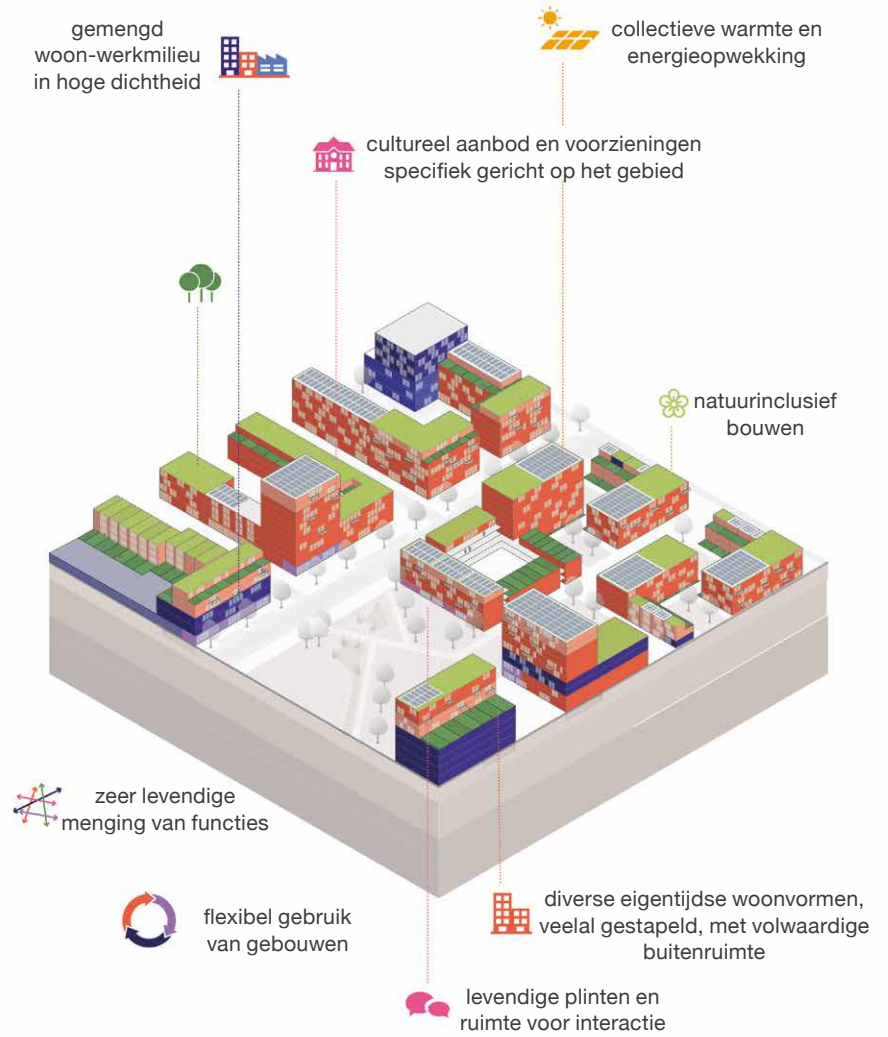 gemengd
woon-werkmilieu
in hoge dichtheid
collectieve warmte en
energieopwekking
cultureel aanbod en voorzieningen
specifiek gericht op het gebied
natuurinclusief
bouwen
zeer levendige
menging van functies
flexibel gebruik
van gebouwen
diverse eigentijdse woonvormen,
veelal gestapeld, met volwaardige
buitenruimte
levendige plinten en
ruimte voor interactie